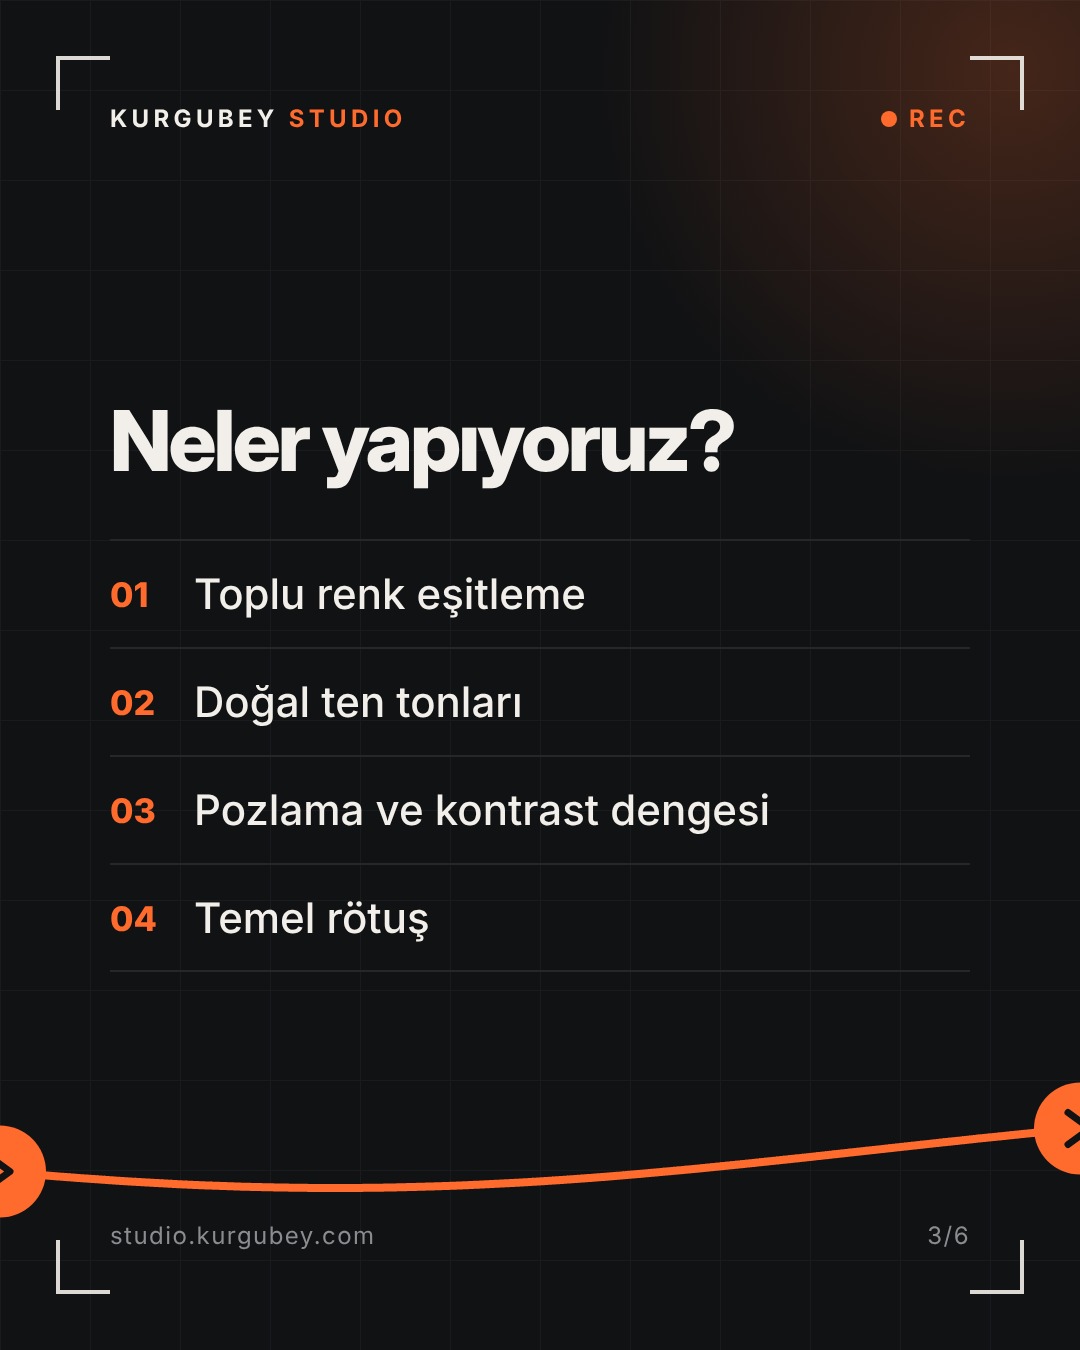 KURGUBEY STUDIO
REC
Neler yapıyoruz?
01 Toplu renk eşitleme
02 Doğal ten tonları
03 Pozlama ve kontrast dengesi
04 Temel rötuş
studio.kurgubey.com
3/6